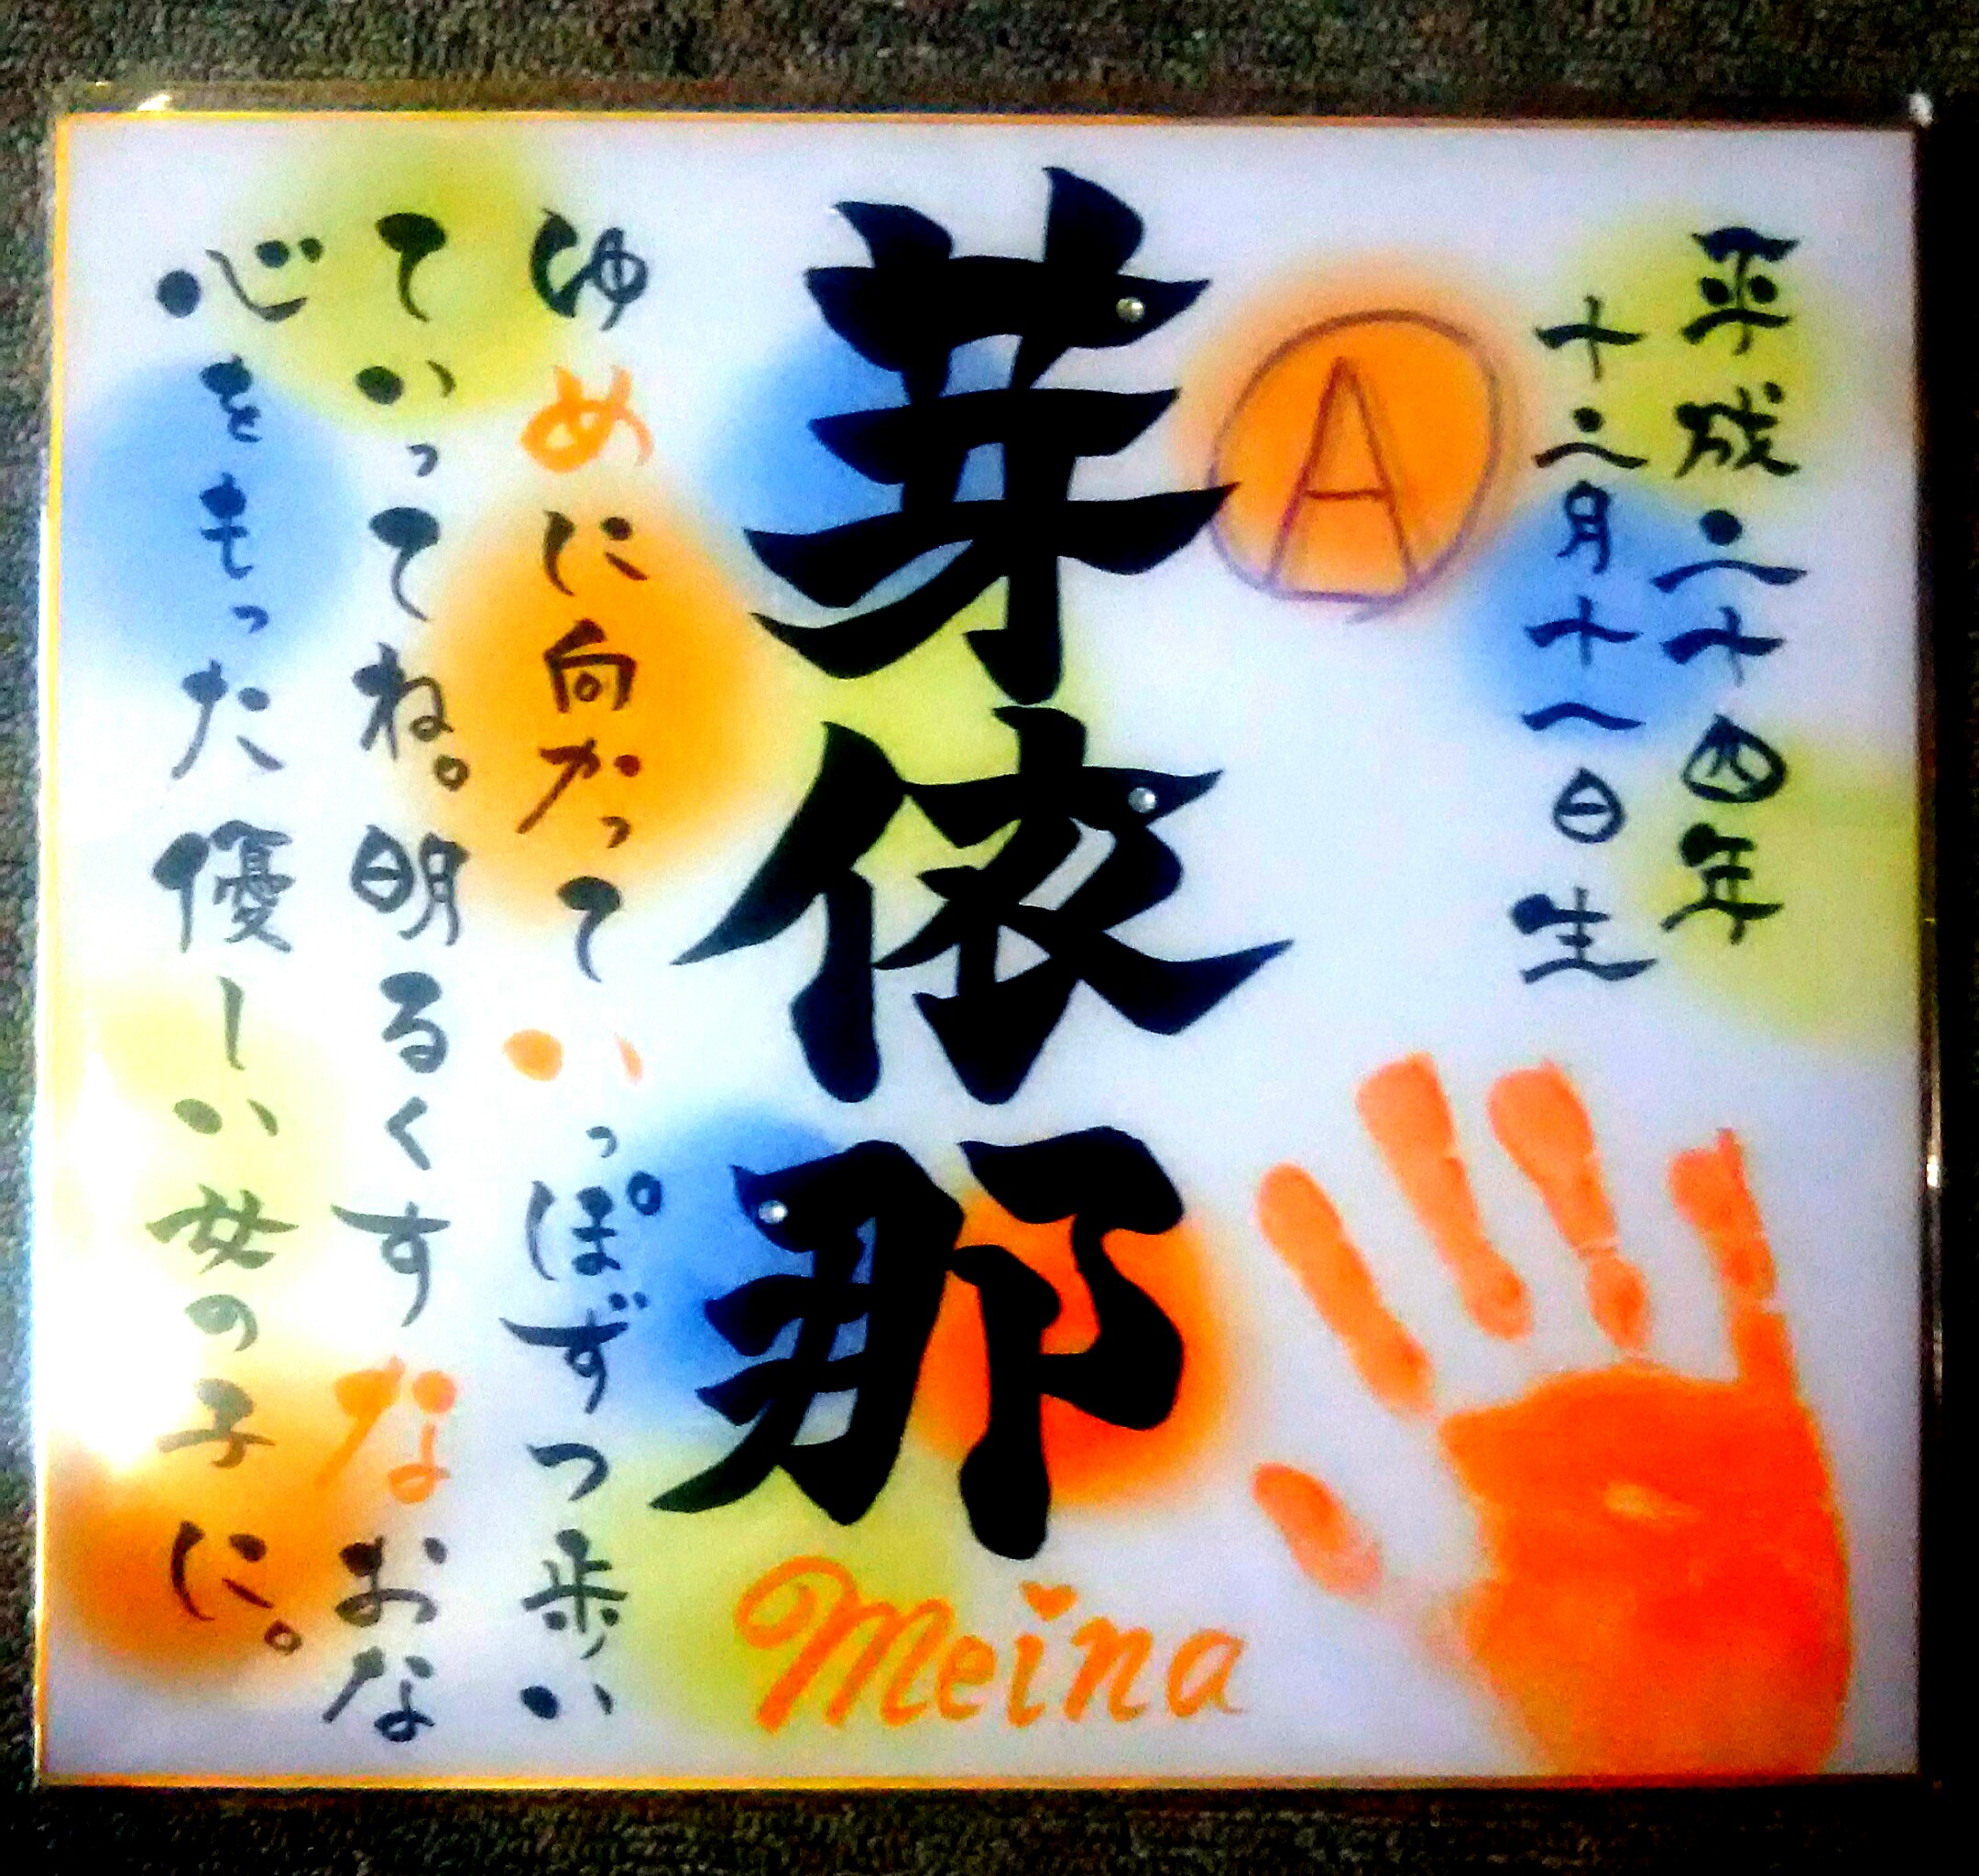 平成二十四年
十二月十一日生
A
芽依那
Meina
ゆめに向かっていっぽずつ歩い
ていってね。明るくすなおな
心をもった優しい女の子に。